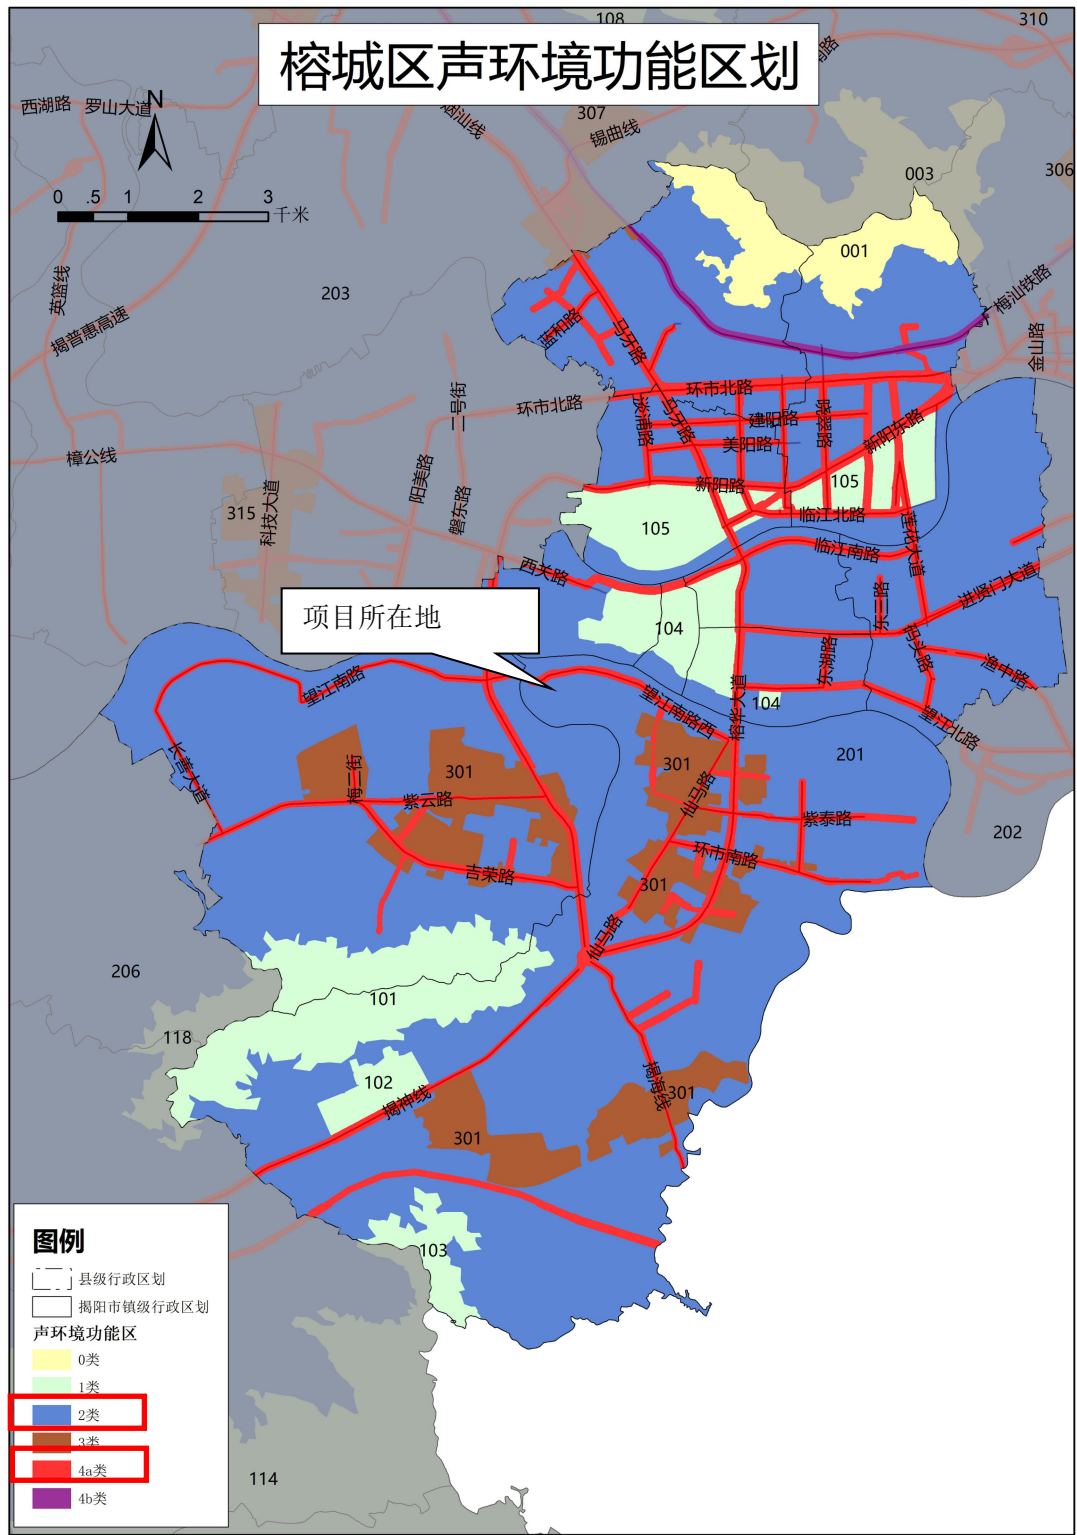 108
310
榕城区声环境功能区划
南路
西湖路
罗山大道
N
烟汕线
307
锡曲线
003
306
0 .5 1 2 3
千米
001
203
英篮线
揭普惠高速
广梅汕铁路
蓝和路
马牙路
金山路
环市北路
环市北路
二号街
淡浦路
马牙路
建阳路
美阳路
新阳东路
樟公线
阳美路
新阳路
105
315
科技大道
磐东路
105
临江北路
莲花大道
临江南路
西关路
进贤门大道
项目所在地
104
东二路
码头路
东湖路
渔中路
望江南路
104
望江南路西
榕华大道
望江北路
201
长善大道
梅三街
301
301
紫云路
仙马路
紫泰路
202
环市南路
吉荣路
301
仙马路
206
101
118
102
揭神线
揭海线
301
301
103
图例
县级行政区划
揭阳市镇级行政区划
声环境功能区
0类
1类
2类
3类
4a类
4b类
114